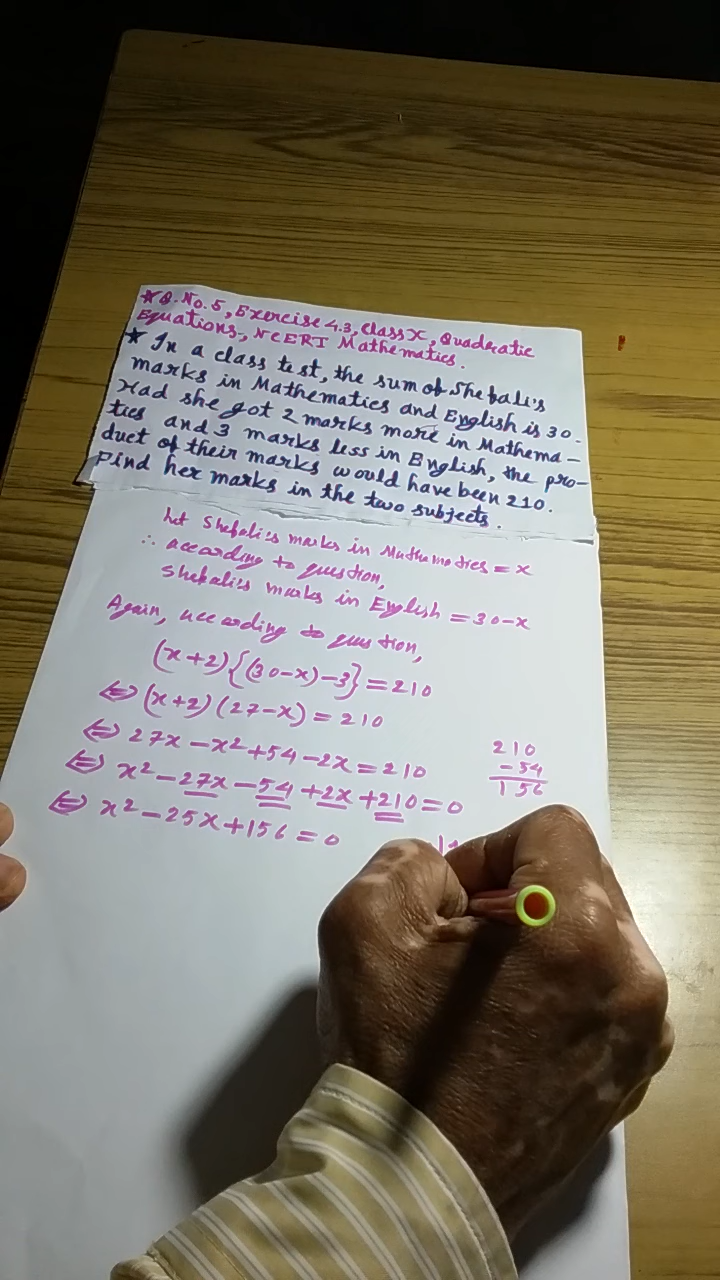 * Q. No. 5, Exercise 4.3, Class X, Quadratic
Equations, NCERT Mathematics.
* In a class test, the sum of Shefali's
marks in Mathematics and English is 30.
Had she got 2 marks more in Mathema-
tics and 3 marks less in English, the pro-
duct of their marks would have been 210.
Find her marks in the two subjects.
Let Shefali's marks in Mathematics = x
∴ according to question,
Shefali's marks in English = 30-x
Again, according to question,
(x+2){(30-x)-3} = 210
⇔ (x+2)(27-x) = 210
⇔ 27x-x²+54-2x = 210
⇔ x²-27x-54+2x+210=0
⇔ x²-25x+156=0
210
-54
156